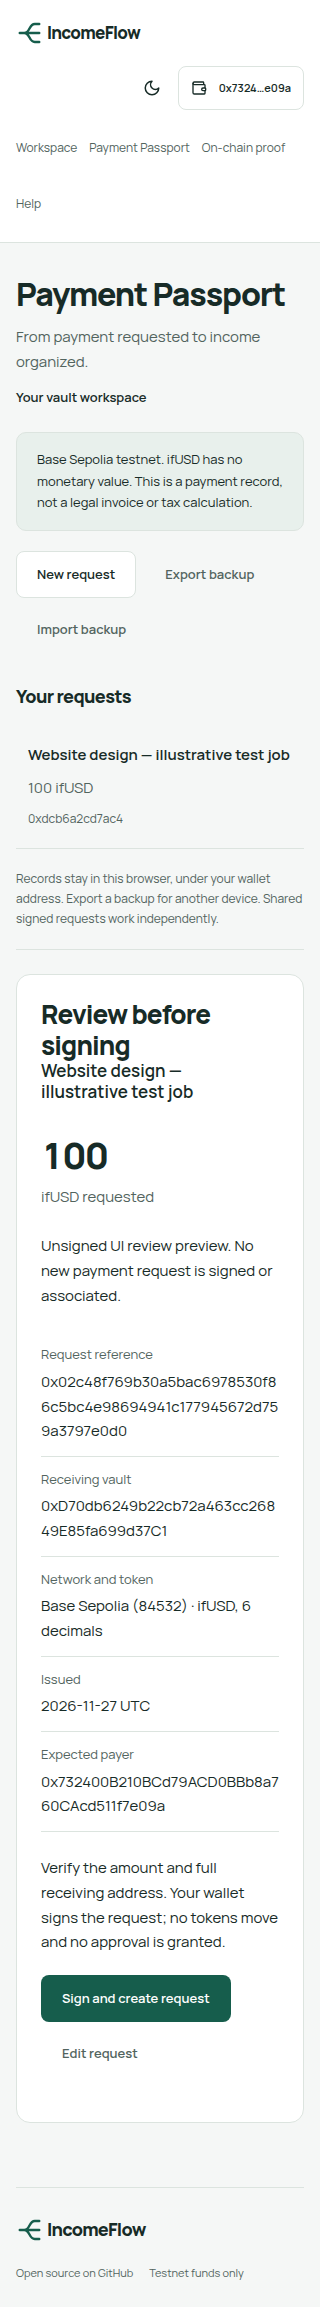 IncomeFlow
0x7324...e09a
Workspace Payment Passport On-chain proof
Help
Payment Passport
From payment requested to income
organized.
Your vault workspace
Base Sepolia testnet. ifUSD has no
monetary value. This is a payment record,
not a legal invoice or tax calculation.
New request Export backup
Import backup
Your requests
Website design — illustrative test job
100 ifUSD
0xdcb6a2cd7ac4
Records stay in this browser, under your wallet
address. Export a backup for another device. Shared
signed requests work independently.
Review before
signing
Website design —
illustrative test job
100
ifUSD requested
Unsigned UI review preview. No
new payment request is signed or
associated.
Request reference
0x02c48f769b30a5bac6978530f8
6c5bc4e98694941c177945672d75
9a3797e0d0
Receiving vault
0xD70db6249b22cb72a463cc268
49E85fa699d37C1
Network and token
Base Sepolia (84532) · ifUSD, 6
decimals
Issued
2026-11-27 UTC
Expected payer
0x732400B210BCd79ACD0BBb8a7
60CAcd511f7e09a
Verify the amount and full
receiving address. Your wallet
signs the request; no tokens move
and no approval is granted.
Sign and create request
Edit request
IncomeFlow
Open source on GitHub Testnet funds only